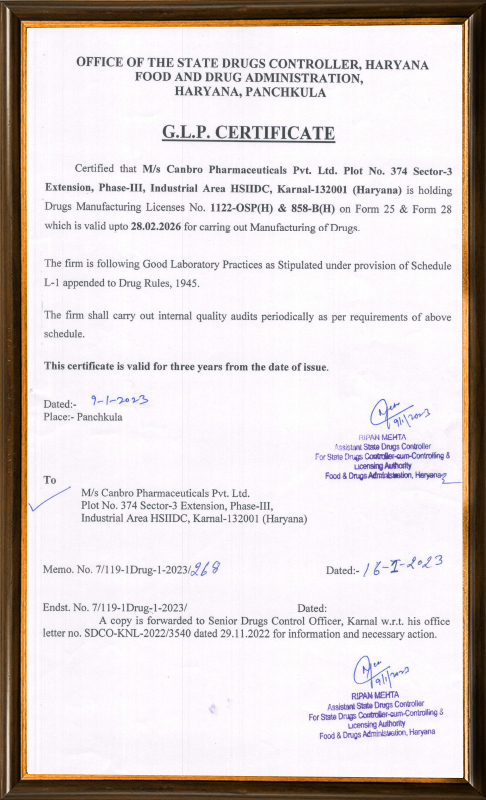 OFFICE OF THE STATE DRUGS CONTROLLER, HARYANA
FOOD AND DRUG ADMINISTRATION,
HARYANA, PANCHKULA
G.L.P. CERTIFICATE
Certified that M/s Canbro Pharmaceuticals Pvt. Ltd. Plot No. 374 Sector-3
Extension, Phase-III, Industrial Area HSIIDC, Karnal-132001 (Haryana) is holding
Drugs Manufacturing Licenses No. 1122-OSP(H) & 858-B(H) on Form 25 & Form 28
which is valid upto 28.02.2026 for carring out Manufacturing of Drugs.
The firm is following Good Laboratory Practices as Stipulated under provision of Schedule
L-1 appended to Drug Rules, 1945.
The firm shall carry out internal quality audits periodically as per requirements of above
schedule.
This certificate is valid for three years from the date of issue.
Dated:- 9-1-2023
Place:- Panchkula
9/1/2023
RIPAN MEHTA
Assistant State Drugs Controller
For State Drugs Controller-cum-Controlling &
Licensing Authority
Food & Drugs Administration, Haryana
To
M/s Canbro Pharmaceuticals Pvt. Ltd.
Plot No. 374 Sector-3 Extension, Phase-III,
Industrial Area HSIIDC, Karnal-132001 (Haryana)
Memo. No. 7/119-1Drug-1-2023/268 Dated:- 16-I-2023
Endst. No. 7/119-1Drug-1-2023/ Dated:
A copy is forwarded to Senior Drugs Control Officer, Karnal w.r.t. his office
letter no. SDCO-KNL-2022/3540 dated 29.11.2022 for information and necessary action.
9/1/2023
RIPAN MEHTA
Assistant State Drugs Controller
For State Drugs Controller-cum-Controlling &
Licensing Authority
Food & Drugs Administration, Haryana